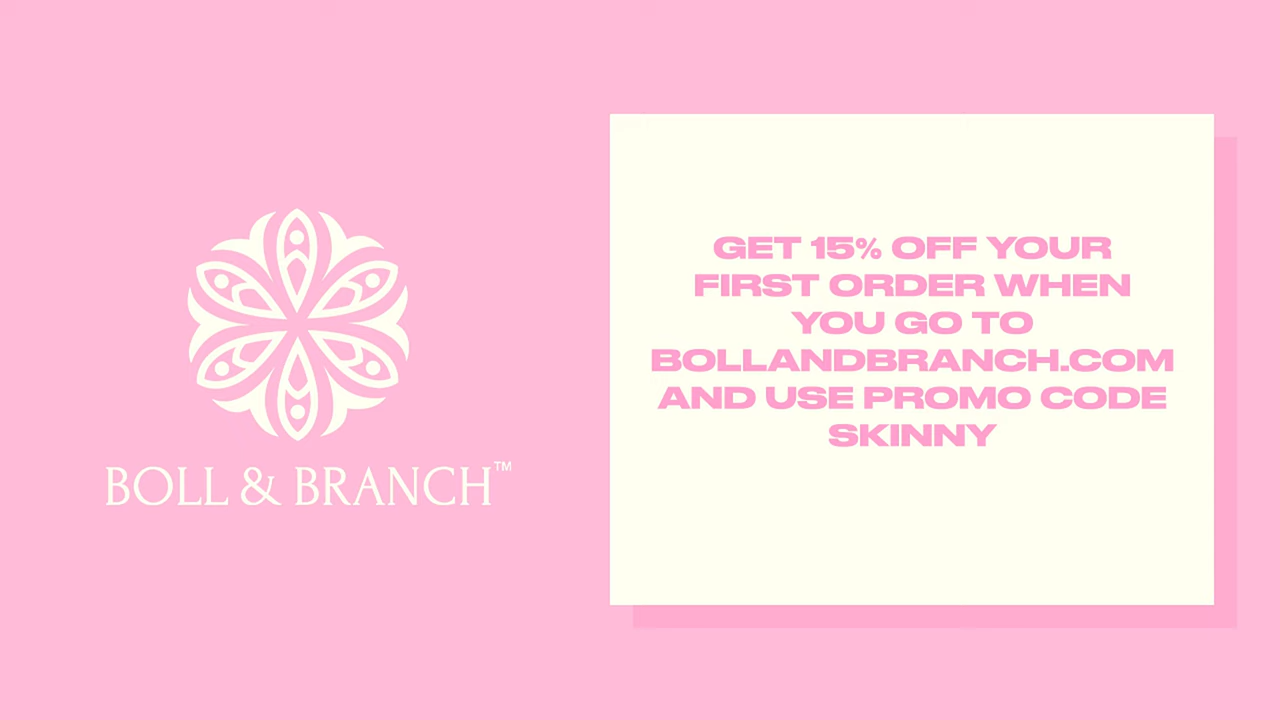 BOLL & BRANCH™
GET 15% OFF YOUR
FIRST ORDER WHEN
YOU GO TO
BOLLANDBRANCH.COM
AND USE PROMO CODE
SKINNY